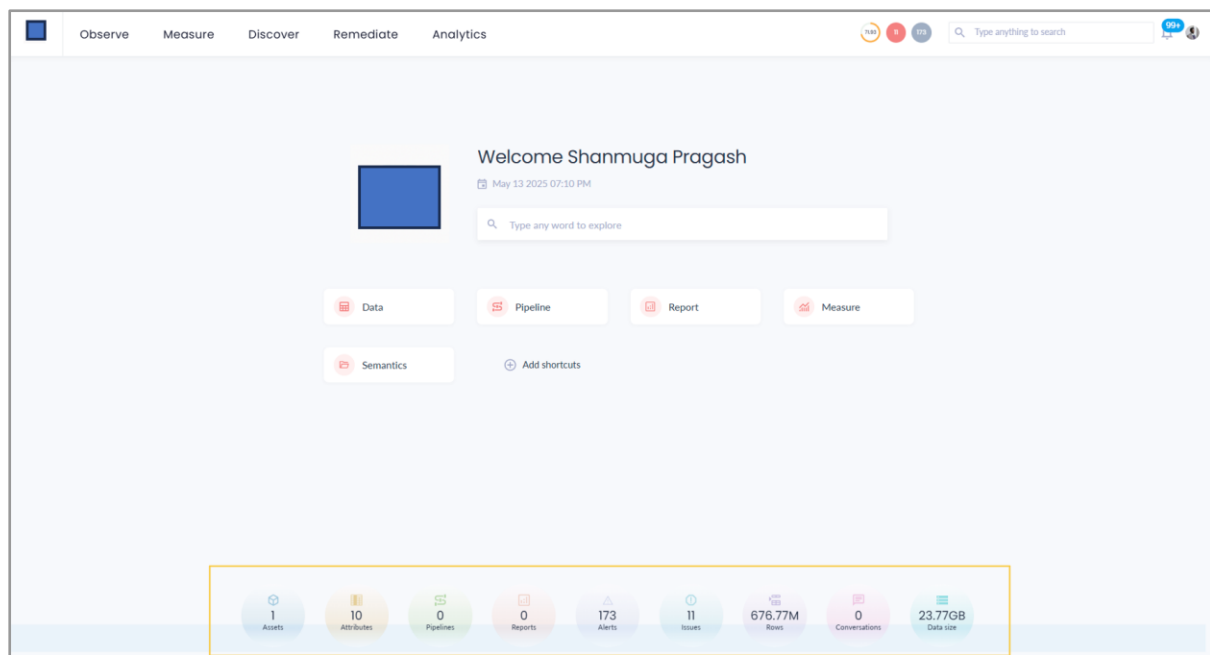 Observe Measure Discover Remediate Analytics
11 173 Type anything to search 99+
Welcome Shanmuga Pragash
May 13 2025 07:10 PM
Type any word to explore
Data Pipeline Report Measure
Semantics Add shortcuts
1 10 0 0 173 11 676.77M 0 23.77GB
Assets Attributes Pipelines Reports Alerts Issues Rows Conversations Data size